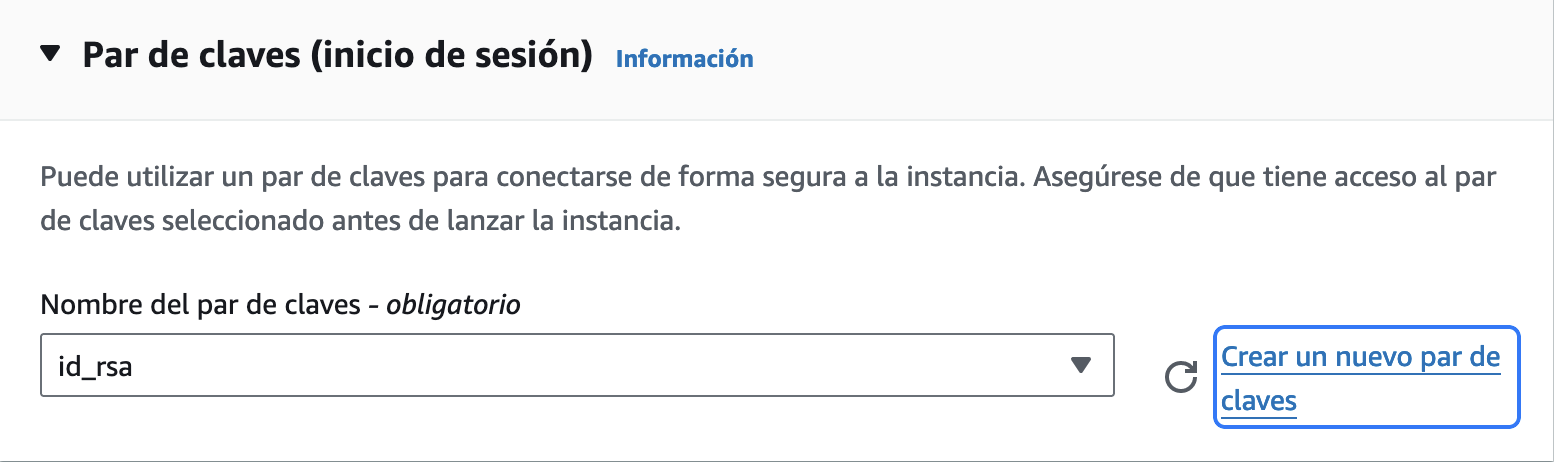 Par de claves (inicio de sesión) Información
Puede utilizar un par de claves para conectarse de forma segura a la instancia. Asegúrese de que tiene acceso al par
de claves seleccionado antes de lanzar la instancia.
Nombre del par de claves - obligatorio
id_rsa
Crear un nuevo par de
claves